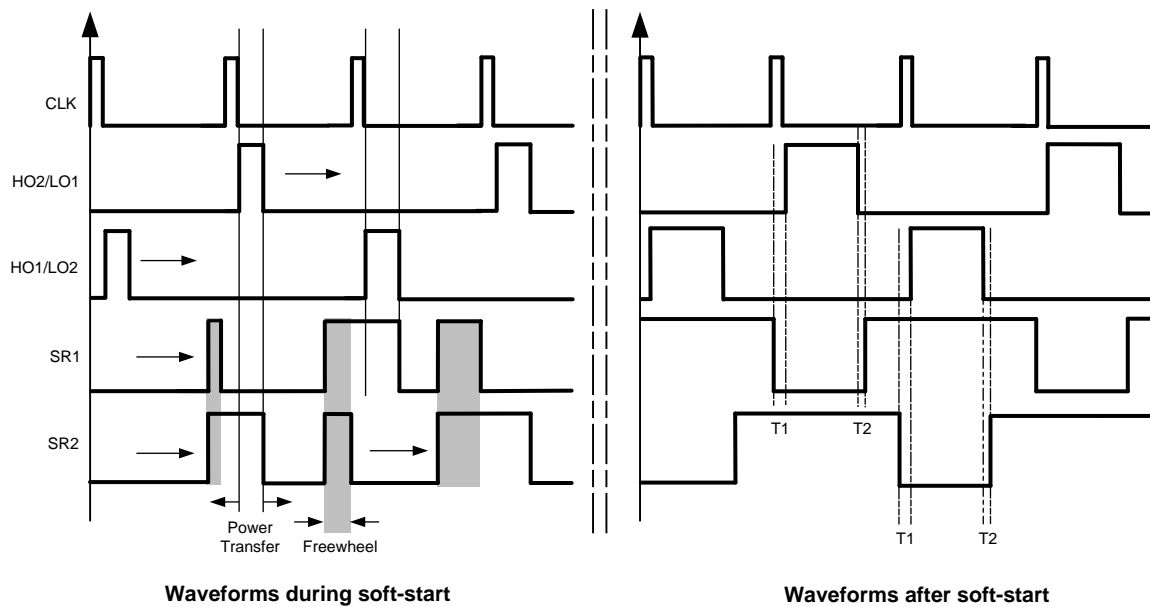 CLK
HO2/LO1
HO1/LO2
SR1
SR2
Power
Transfer
Freewheel
T1
T2
T1
T2
Waveforms during soft-start
Waveforms after soft-start